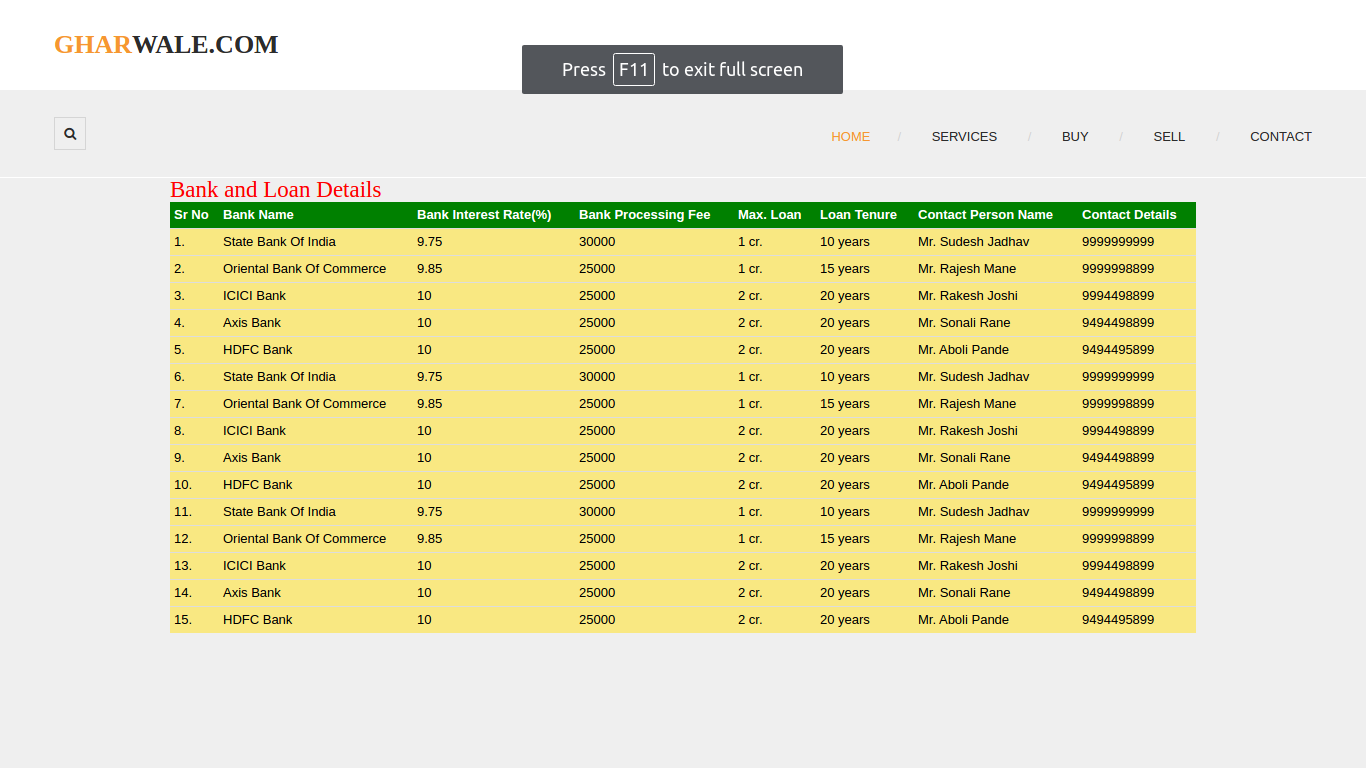 GHARWALE.COM
Press F11 to exit full screen
HOME / SERVICES / BUY / SELL / CONTACT
Bank and Loan Details
Sr No Bank Name Bank Interest Rate(%) Bank Processing Fee Max. Loan Loan Tenure Contact Person Name Contact Details
1. State Bank Of India 9.75 30000 1 cr. 10 years Mr. Sudesh Jadhav 9999999999
2. Oriental Bank Of Commerce 9.85 25000 1 cr. 15 years Mr. Rajesh Mane 9999998899
3. ICICI Bank 10 25000 2 cr. 20 years Mr. Rakesh Joshi 9994498899
4. Axis Bank 10 25000 2 cr. 20 years Mr. Sonali Rane 9494498899
5. HDFC Bank 10 25000 2 cr. 20 years Mr. Aboli Pande 9494495899
6. State Bank Of India 9.75 30000 1 cr. 10 years Mr. Sudesh Jadhav 9999999999
7. Oriental Bank Of Commerce 9.85 25000 1 cr. 15 years Mr. Rajesh Mane 9999998899
8. ICICI Bank 10 25000 2 cr. 20 years Mr. Rakesh Joshi 9994498899
9. Axis Bank 10 25000 2 cr. 20 years Mr. Sonali Rane 9494498899
10. HDFC Bank 10 25000 2 cr. 20 years Mr. Aboli Pande 9494495899
11. State Bank Of India 9.75 30000 1 cr. 10 years Mr. Sudesh Jadhav 9999999999
12. Oriental Bank Of Commerce 9.85 25000 1 cr. 15 years Mr. Rajesh Mane 9999998899
13. ICICI Bank 10 25000 2 cr. 20 years Mr. Rakesh Joshi 9994498899
14. Axis Bank 10 25000 2 cr. 20 years Mr. Sonali Rane 9494498899
15. HDFC Bank 10 25000 2 cr. 20 years Mr. Aboli Pande 9494495899